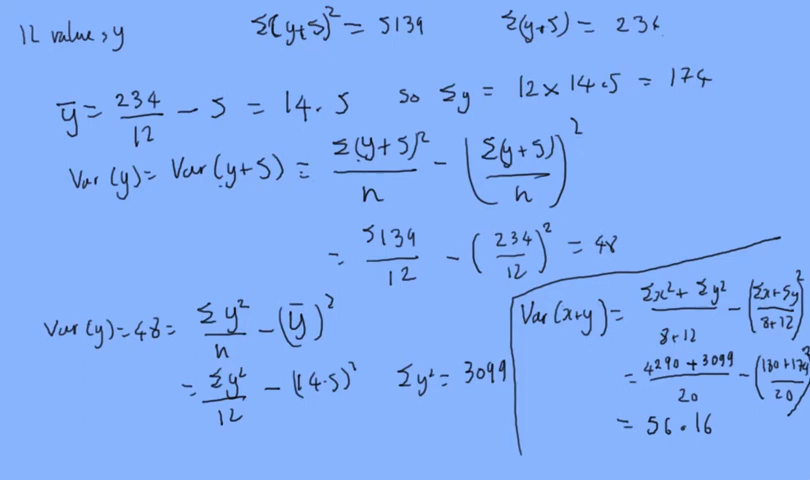 12 values y Σ(y+5)² = 5139 Σ(y+5) = 234
ȳ = 234/12 - 5 = 14.5 so Σy = 12 × 14.5 = 174
Var(y) = Var(y+5) = Σ(y+5)²/n - (Σ(y+5)/n)²
= 5139/12 - (234/12)² = 48
Var(y) = 48 = Σy²/n - (ȳ)²
= Σy²/12 - (14.5)² Σy² = 3099
Var(x+y) = Σx² + Σy²/8+12 - (Σx+Σy/8+12)²
= 4290 + 3099/20 - (130+174/20)²
= 56.16